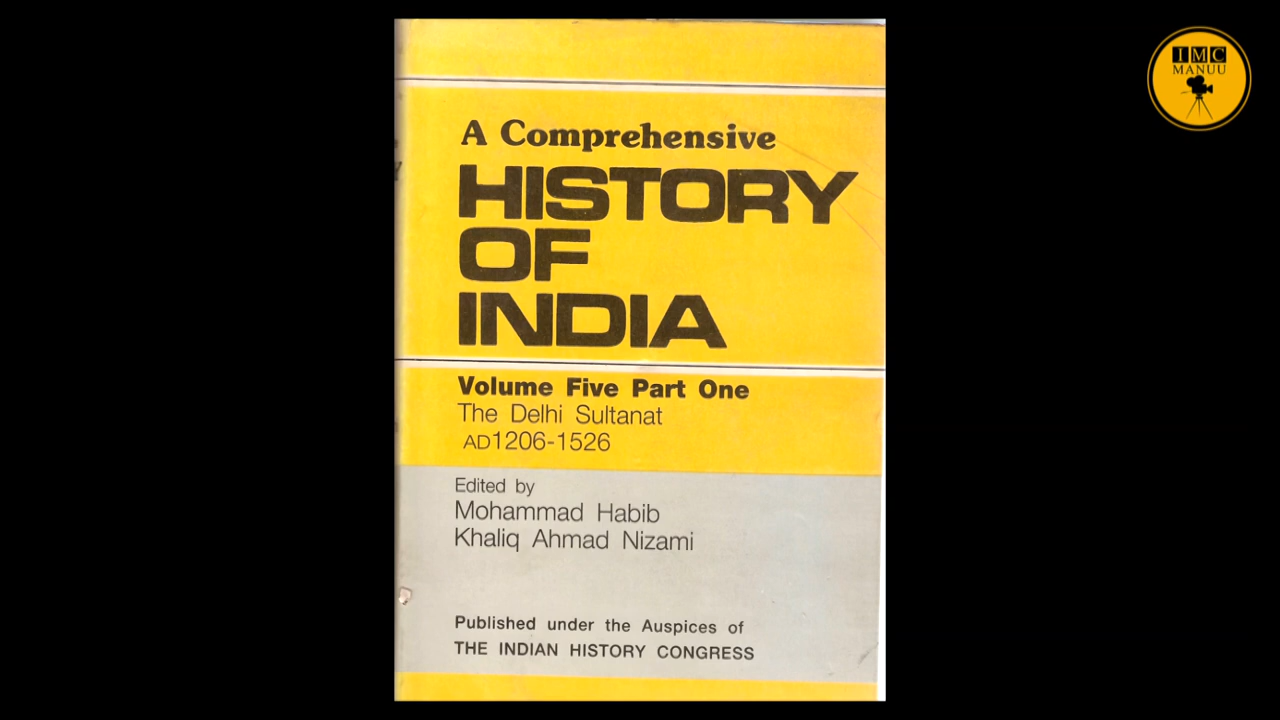 A Comprehensive
HISTORY
OF
INDIA
Volume Five Part One
The Delhi Sultanat
AD1206-1526
Edited by
Mohammad Habib
Khaliq Ahmad Nizami
Published under the Auspices of
THE INDIAN HISTORY CONGRESS
IMC
MANUU